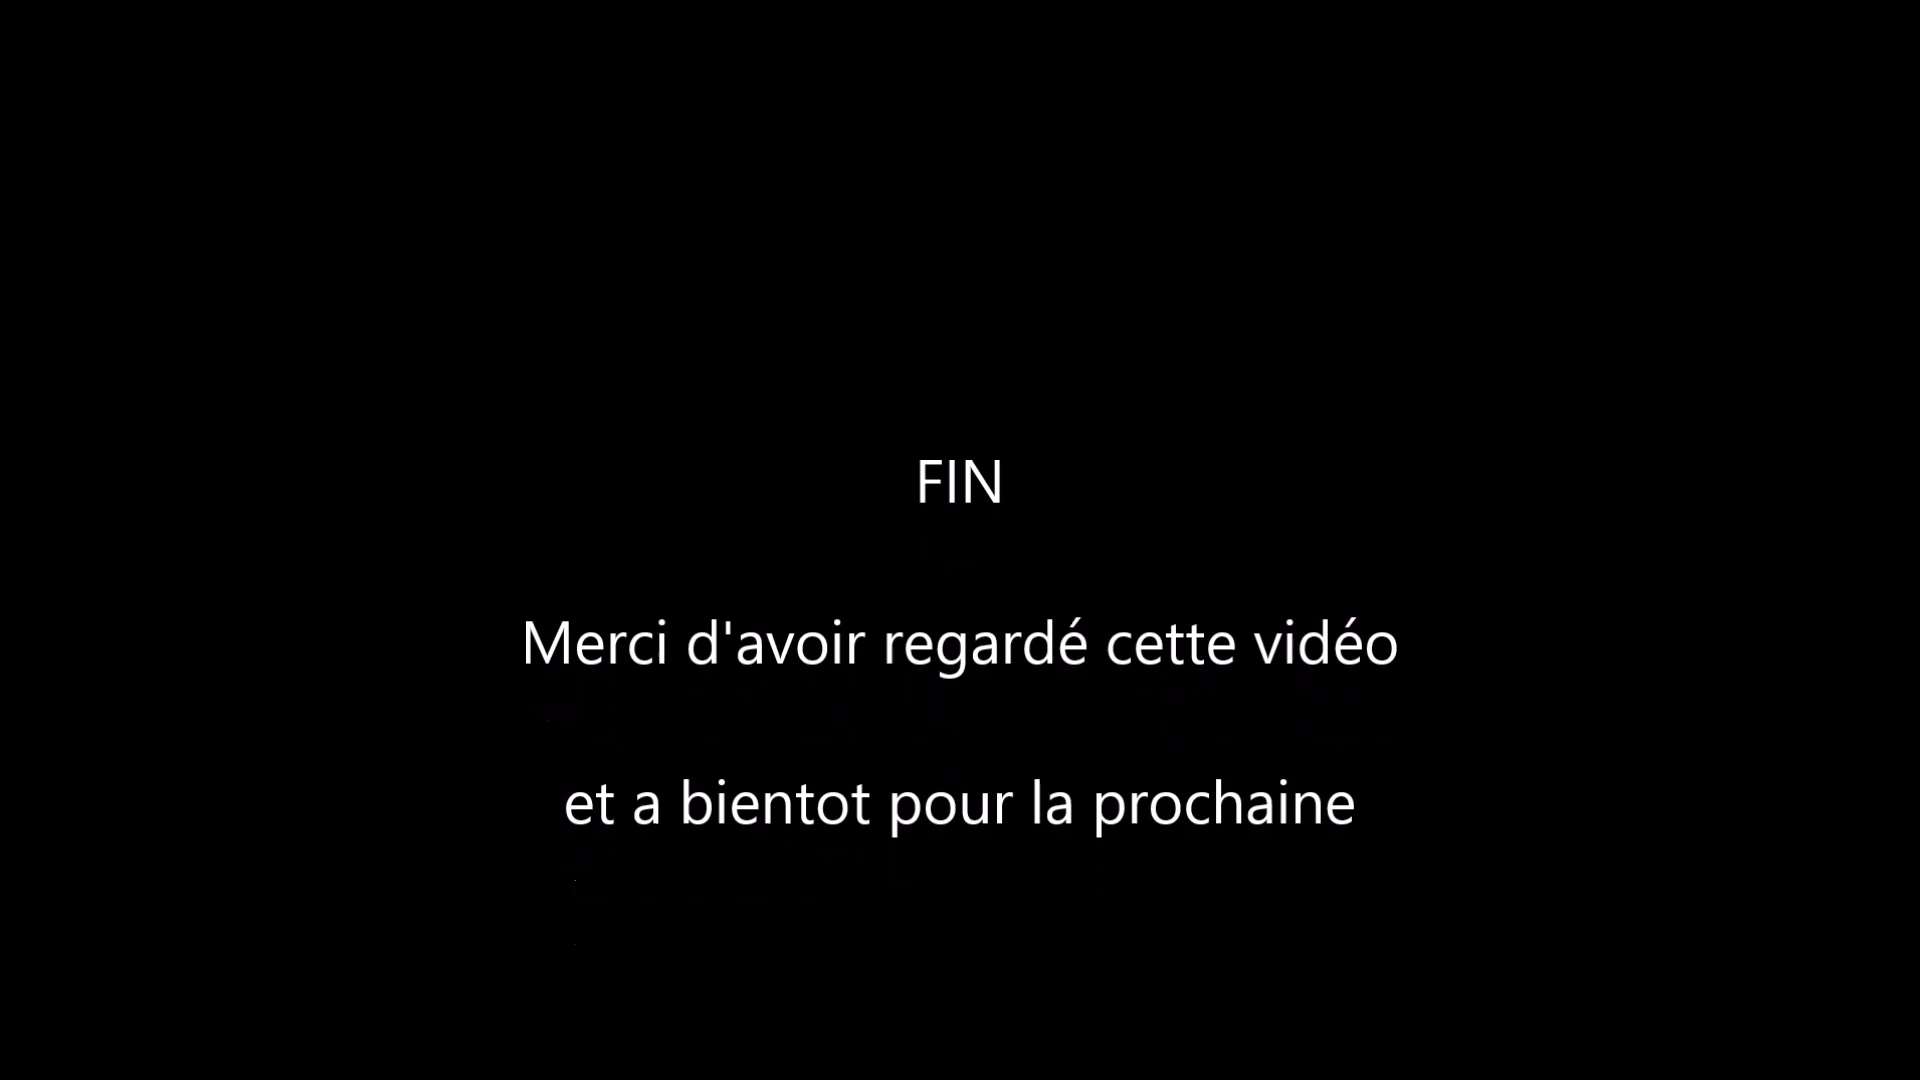 FIN
Merci d'avoir regardé cette vidéo
et a bientot pour la prochaine